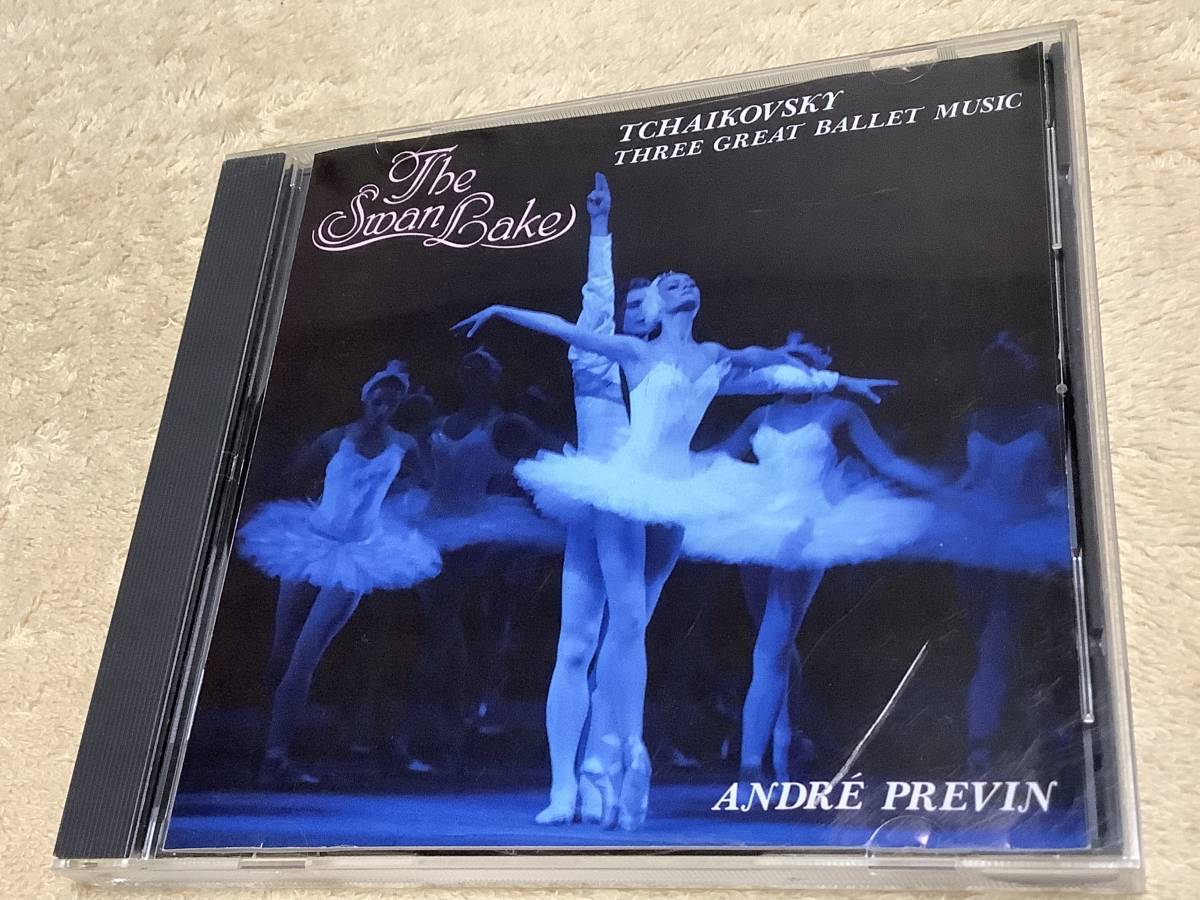 TCHAIKOVSKY
THREE GREAT BALLET MUSIC
The
Swan Lake
ANDRÉ PREVIN